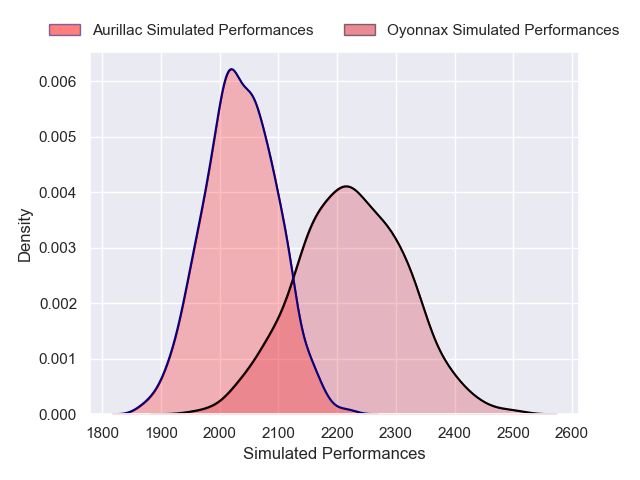 Aurillac Simulated Performances
Oyonnax Simulated Performances
0.006
0.005
0.004
0.003
0.002
0.001
0.000
Density
1800 1900 2000 2100 2200 2300 2400 2500 2600
Simulated Performances